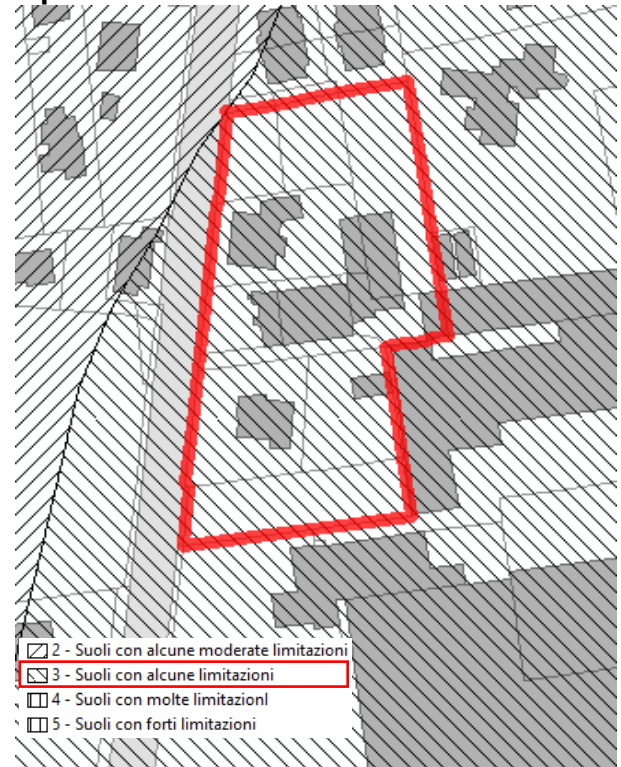 2 - Suoli con alcune moderate limitazioni
3 - Suoli con alcune limitazioni
4 - Suoli con molte limitazionI
5 - Suoli con forti limitazioni